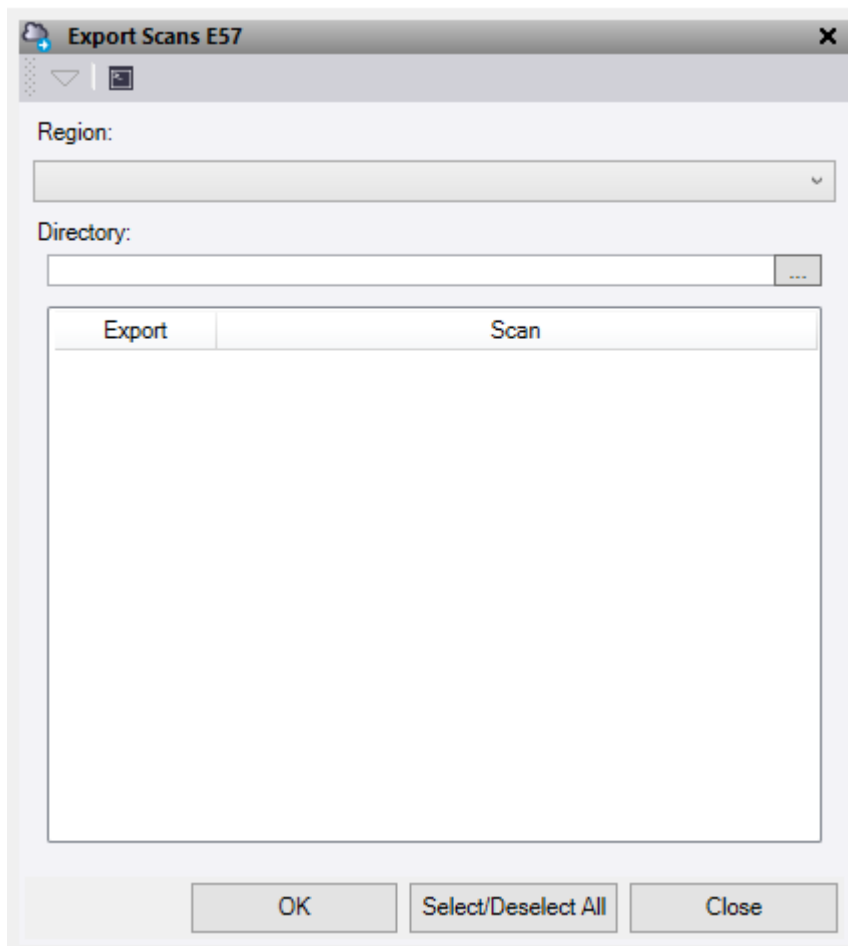 Export Scans E57
Region:
Directory:
...
Export Scan
OK Select/Deselect All Close